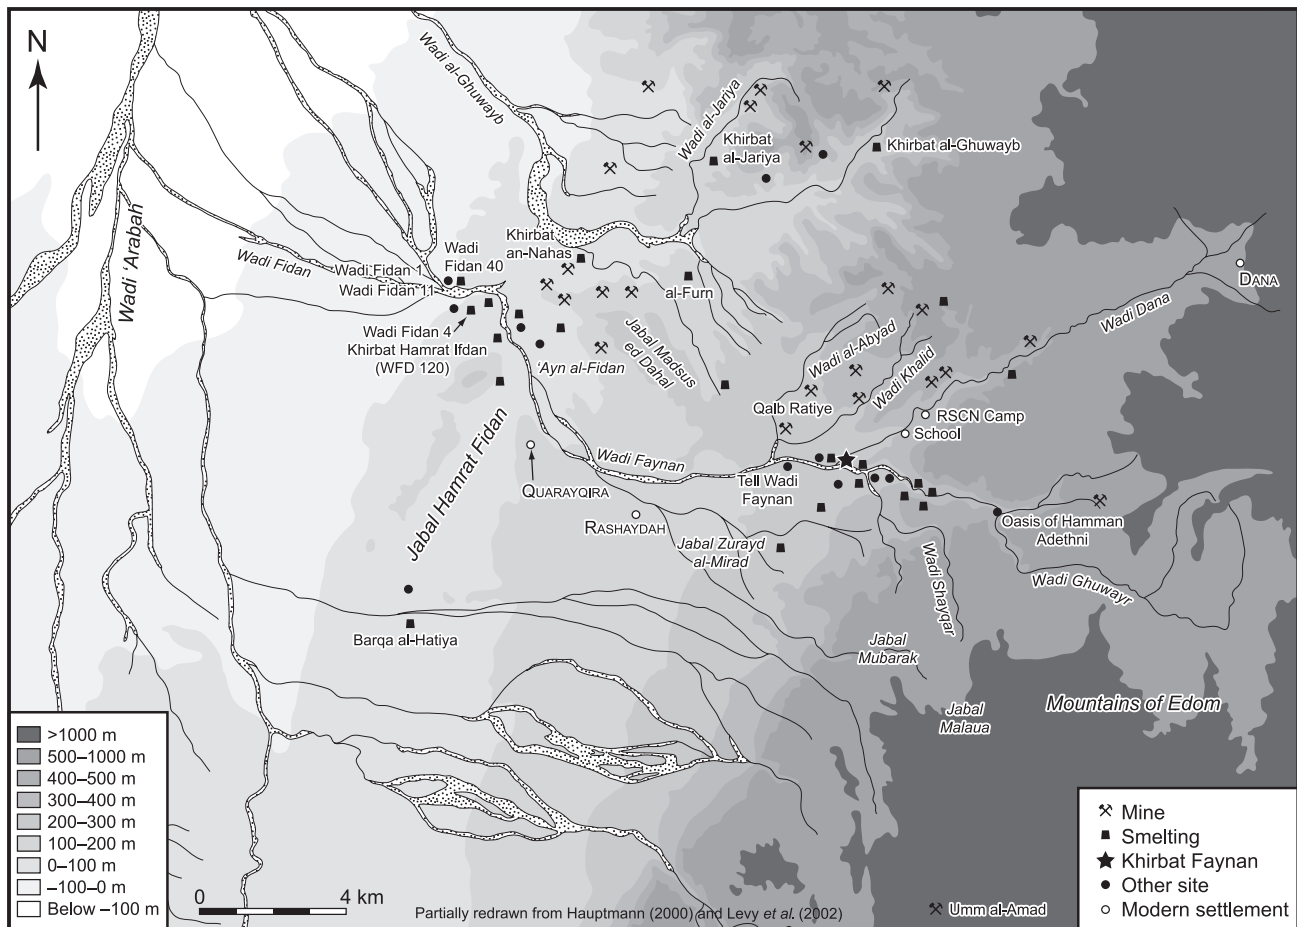 N
Wadi al-Ghuwayb
Wadi al-Jariya
Khirbat
al-Jariya
Khirbat al-Ghuwayb
Wadi ‘Arabah
Wadi Fidan
Wadi Fidan 1
Wadi
Fidan 40
Wadi Fidan 11
Khirbat
an-Nahas
al-Furn
DANA
Wadi Dana
Wadi Fidan 4
Khirbat Hamrat Ifdan
(WFD 120)
‘Ayn al-Fidan
Jabal Madsus
ed Dahal
Wadi al-Abyad
Wadi Khalid
Qalb Ratiye
RSCN Camp
School
Jabal Hamrat Fidan
QUARAYQIRA
Wadi Faynan
Tell Wadi
Faynan
RASHAYDAH
Jabal Zurayd
al-Mirad
Oasis of Hamman
Adethni
Wadi Shayqar
Wadi Ghuwayr
Barqa al-Hatiya
Jabal
Mubarak
Jabal
Malaua
Mountains of Edom
>1000 m
500–1000 m
400–500 m
300–400 m
200–300 m
100–200 m
0–100 m
–100–0 m
Below –100 m
0 4 km
Partially redrawn from Hauptmann (2000) and Levy et al. (2002)
Umm al-Amad
Mine
Smelting
Khirbat Faynan
Other site
Modern settlement